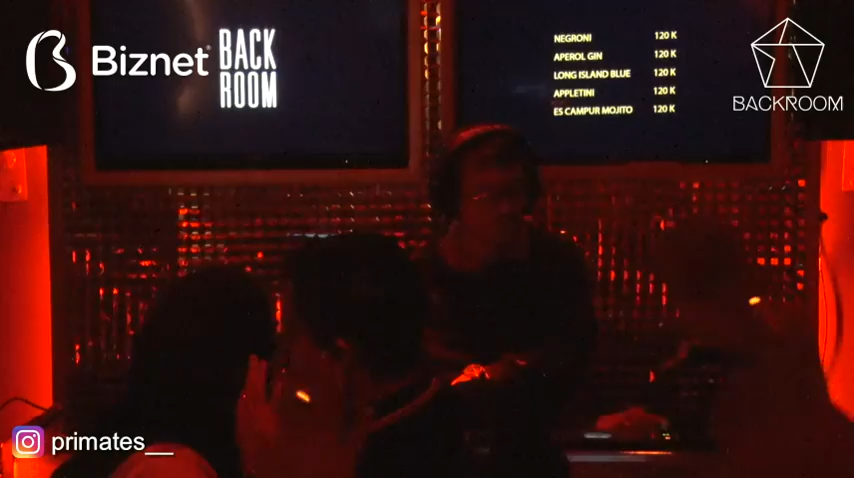 Biznet
BACK
ROOM
NEGRONI 120 K
APEROL GIN 120 K
LONG ISLAND BLUE 120 K
APPLETINI 120 K
ES CAMPUR MOJITO 120 K
BACKROOM
primates__